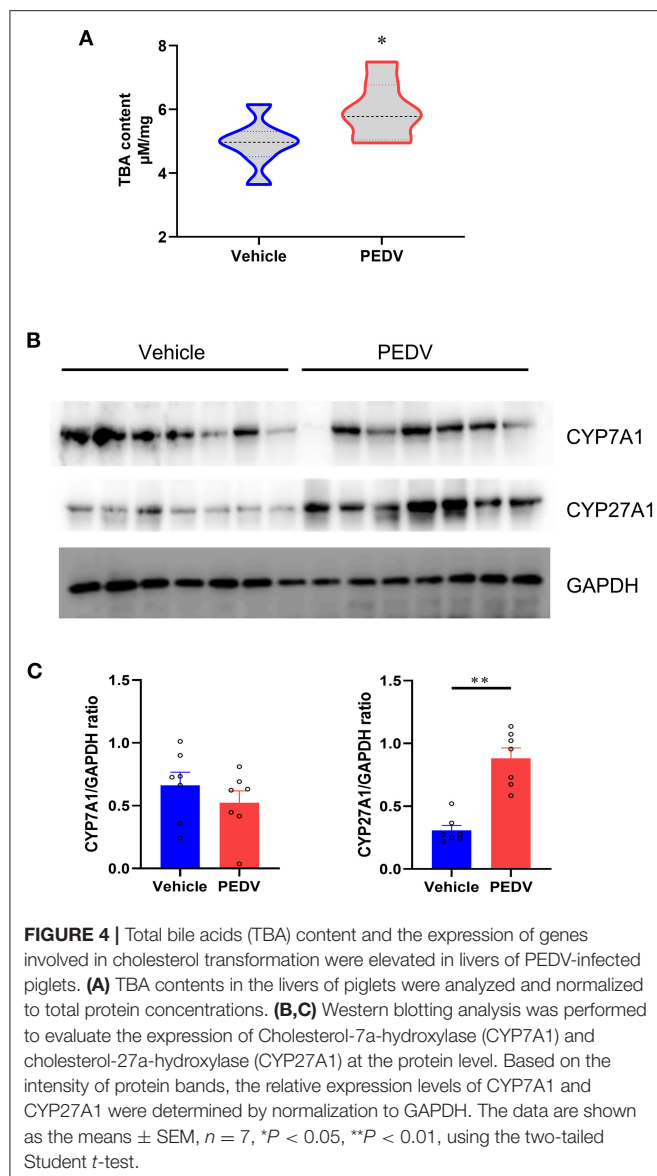 A
*
TBA content
µM/mg
8
6
4
2
Vehicle PEDV
B
Vehicle PEDV
CYP7A1
CYP27A1
GAPDH
C
CYP7A1/GAPDH ratio
1.5
1.0
0.5
0.0
Vehicle PEDV
CYP27A1/GAPDH ratio
1.5
1.0
0.5
0.0
**
Vehicle PEDV
FIGURE 4 | Total bile acids (TBA) content and the expression of genes
involved in cholesterol transformation were elevated in livers of PEDV-infected
piglets. (A) TBA contents in the livers of piglets were analyzed and normalized
to total protein concentrations. (B,C) Western blotting analysis was performed
to evaluate the expression of Cholesterol-7a-hydroxylase (CYP7A1) and
cholesterol-27a-hydroxylase (CYP27A1) at the protein level. Based on the
intensity of protein bands, the relative expression levels of CYP7A1 and
CYP27A1 were determined by normalization to GAPDH. The data are shown
as the means ± SEM, n = 7, *P < 0.05, **P < 0.01, using the two-tailed
Student t-test.